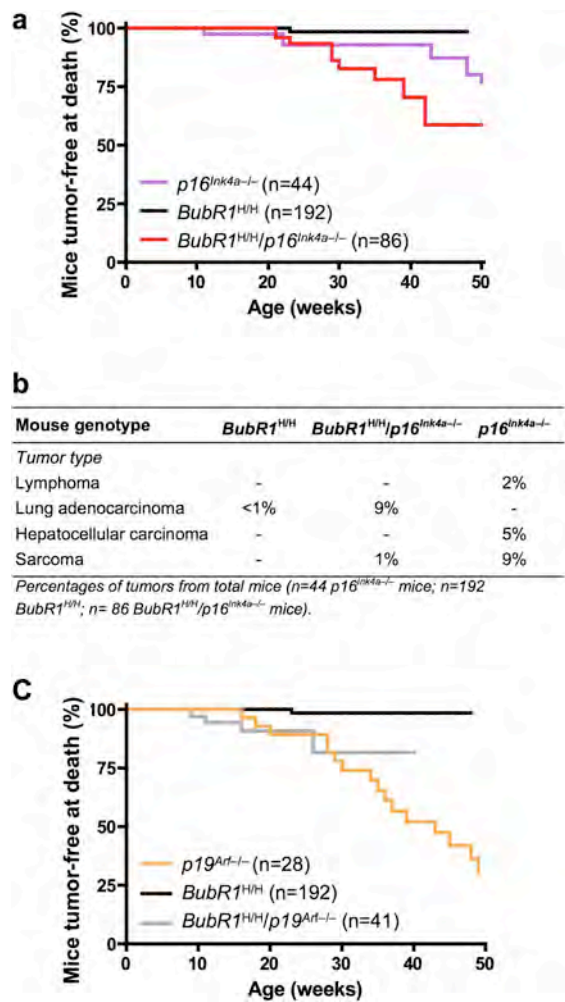 a
Mice tumor-free at death (%)
100
75
50
25
0
p16Ink4a–/– (n=44)
BubR1H/H (n=192)
BubR1H/H/p16Ink4a–/– (n=86)
0 10 20 30 40 50
Age (weeks)
b
Mouse genotype BubR1H/H BubR1H/H/p16Ink4a–/– p16Ink4a–/–
Tumor type
Lymphoma - - 2%
Lung adenocarcinoma <1% 9% -
Hepatocellular carcinoma - - 5%
Sarcoma - 1% 9%
Percentages of tumors from total mice (n=44 p16Ink4a–/– mice; n=192
BubR1H/H; n= 86 BubR1H/H/p16Ink4a–/– mice).
C
Mice tumor-free at death (%)
100
75
50
25
0
p19Arf–/– (n=28)
BubR1H/H (n=192)
BubR1H/H/p19Arf–/– (n=41)
0 10 20 30 40 50
Age (weeks)